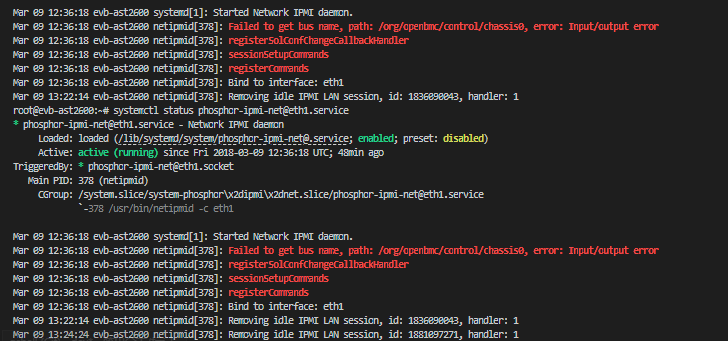 Mar 09 12:36:18 evb-ast2600 systemd[1]: Started Network IPMI daemon.
Mar 09 12:36:18 evb-ast2600 netipmid[378]: Failed to get bus name, path: /org/openbmc/control/chassis0, error: Input/output error
Mar 09 12:36:18 evb-ast2600 netipmid[378]: registerSolConfChangeCallbackHandler
Mar 09 12:36:18 evb-ast2600 netipmid[378]: sessionSetupCommands
Mar 09 12:36:18 evb-ast2600 netipmid[378]: registerCommands
Mar 09 12:36:18 evb-ast2600 netipmid[378]: Bind to interface: eth1
Mar 09 13:22:14 evb-ast2600 netipmid[378]: Removing idle IPMI LAN session, id: 1836090043, handler: 1
root@evb-ast2600:~# systemctl status phosphor-ipmi-net@eth1.service
* phosphor-ipmi-net@eth1.service - Network IPMI daemon
Loaded: loaded (/lib/systemd/system/phosphor-ipmi-net@.service; enabled; preset: disabled)
Active: active (running) since Fri 2018-03-09 12:36:18 UTC; 48min ago
TriggeredBy: * phosphor-ipmi-net@eth1.socket
Main PID: 378 (netipmid)
CGroup: /system.slice/system-phosphor\x2dipmi\x2dnet.slice/phosphor-ipmi-net@eth1.service
`-378 /usr/bin/netipmid -c eth1
Mar 09 12:36:18 evb-ast2600 systemd[1]: Started Network IPMI daemon.
Mar 09 12:36:18 evb-ast2600 netipmid[378]: Failed to get bus name, path: /org/openbmc/control/chassis0, error: Input/output error
Mar 09 12:36:18 evb-ast2600 netipmid[378]: registerSolConfChangeCallbackHandler
Mar 09 12:36:18 evb-ast2600 netipmid[378]: sessionSetupCommands
Mar 09 12:36:18 evb-ast2600 netipmid[378]: registerCommands
Mar 09 12:36:18 evb-ast2600 netipmid[378]: Bind to interface: eth1
Mar 09 13:22:14 evb-ast2600 netipmid[378]: Removing idle IPMI LAN session, id: 1836090043, handler: 1
Mar 09 13:24:24 evb-ast2600 netipmid[378]: Removing idle IPMI LAN session, id: 1881097271, handler: 1